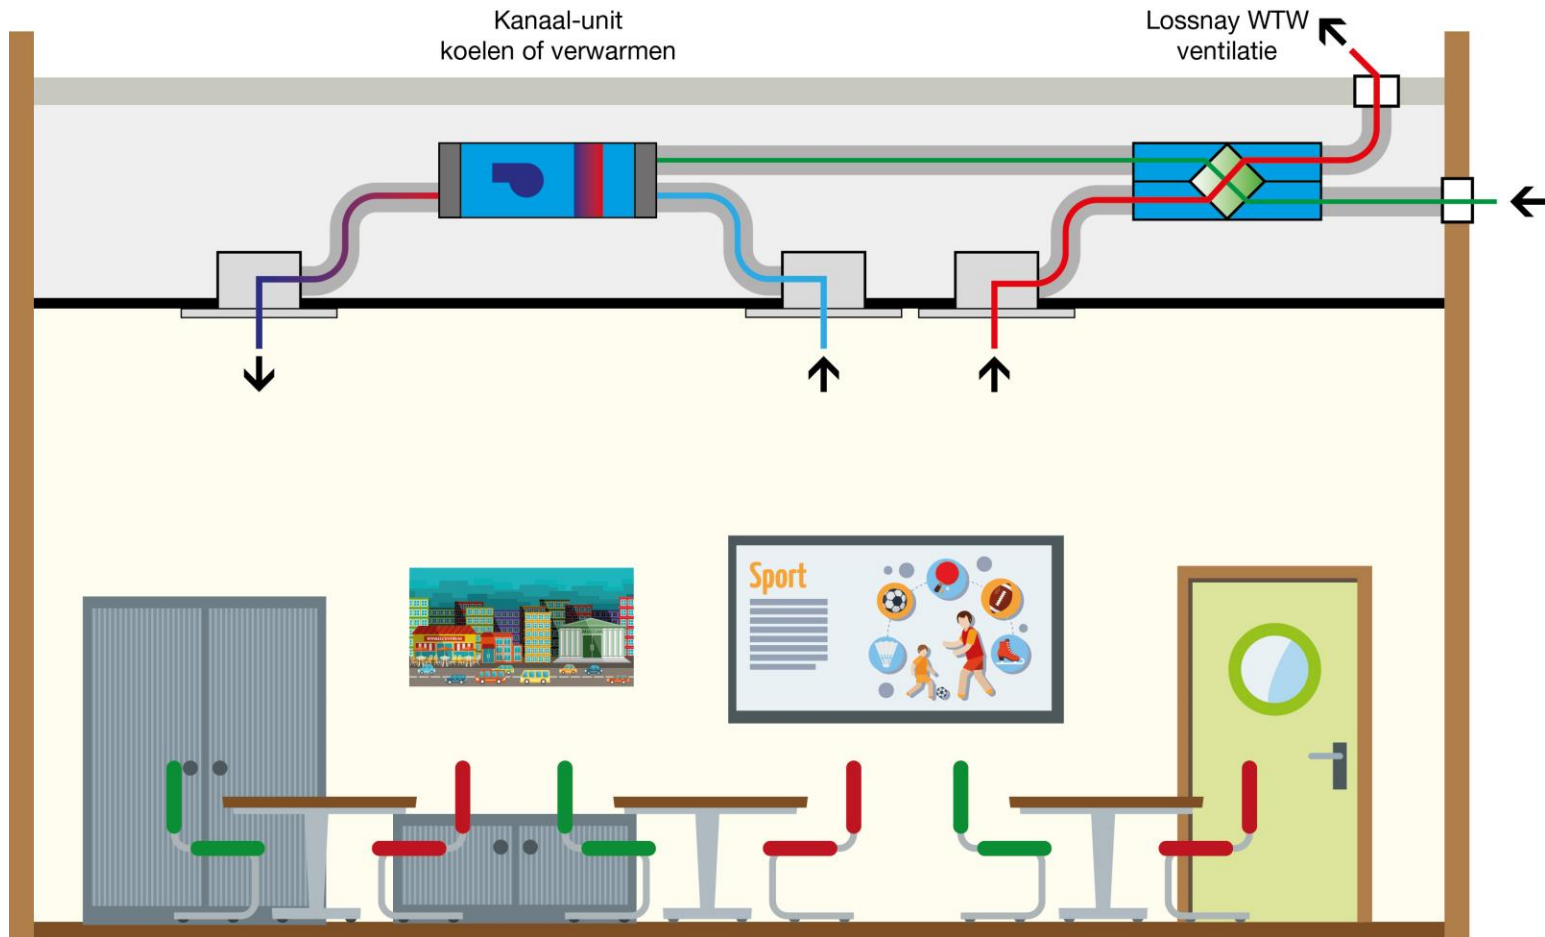 Kanaal-unit
koelen of verwarmen
Lossnay WTW
ventilatie
Sport